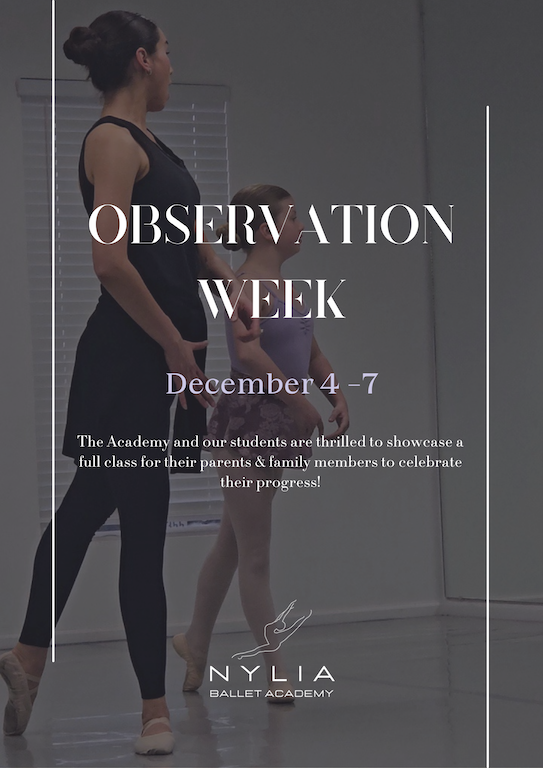 OBSERVATION
WEEK
December 4 -7
The Academy and our students are thrilled to showcase a
full class for their parents & family members to celebrate
their progress!
NYLIA
BALLET ACADEMY